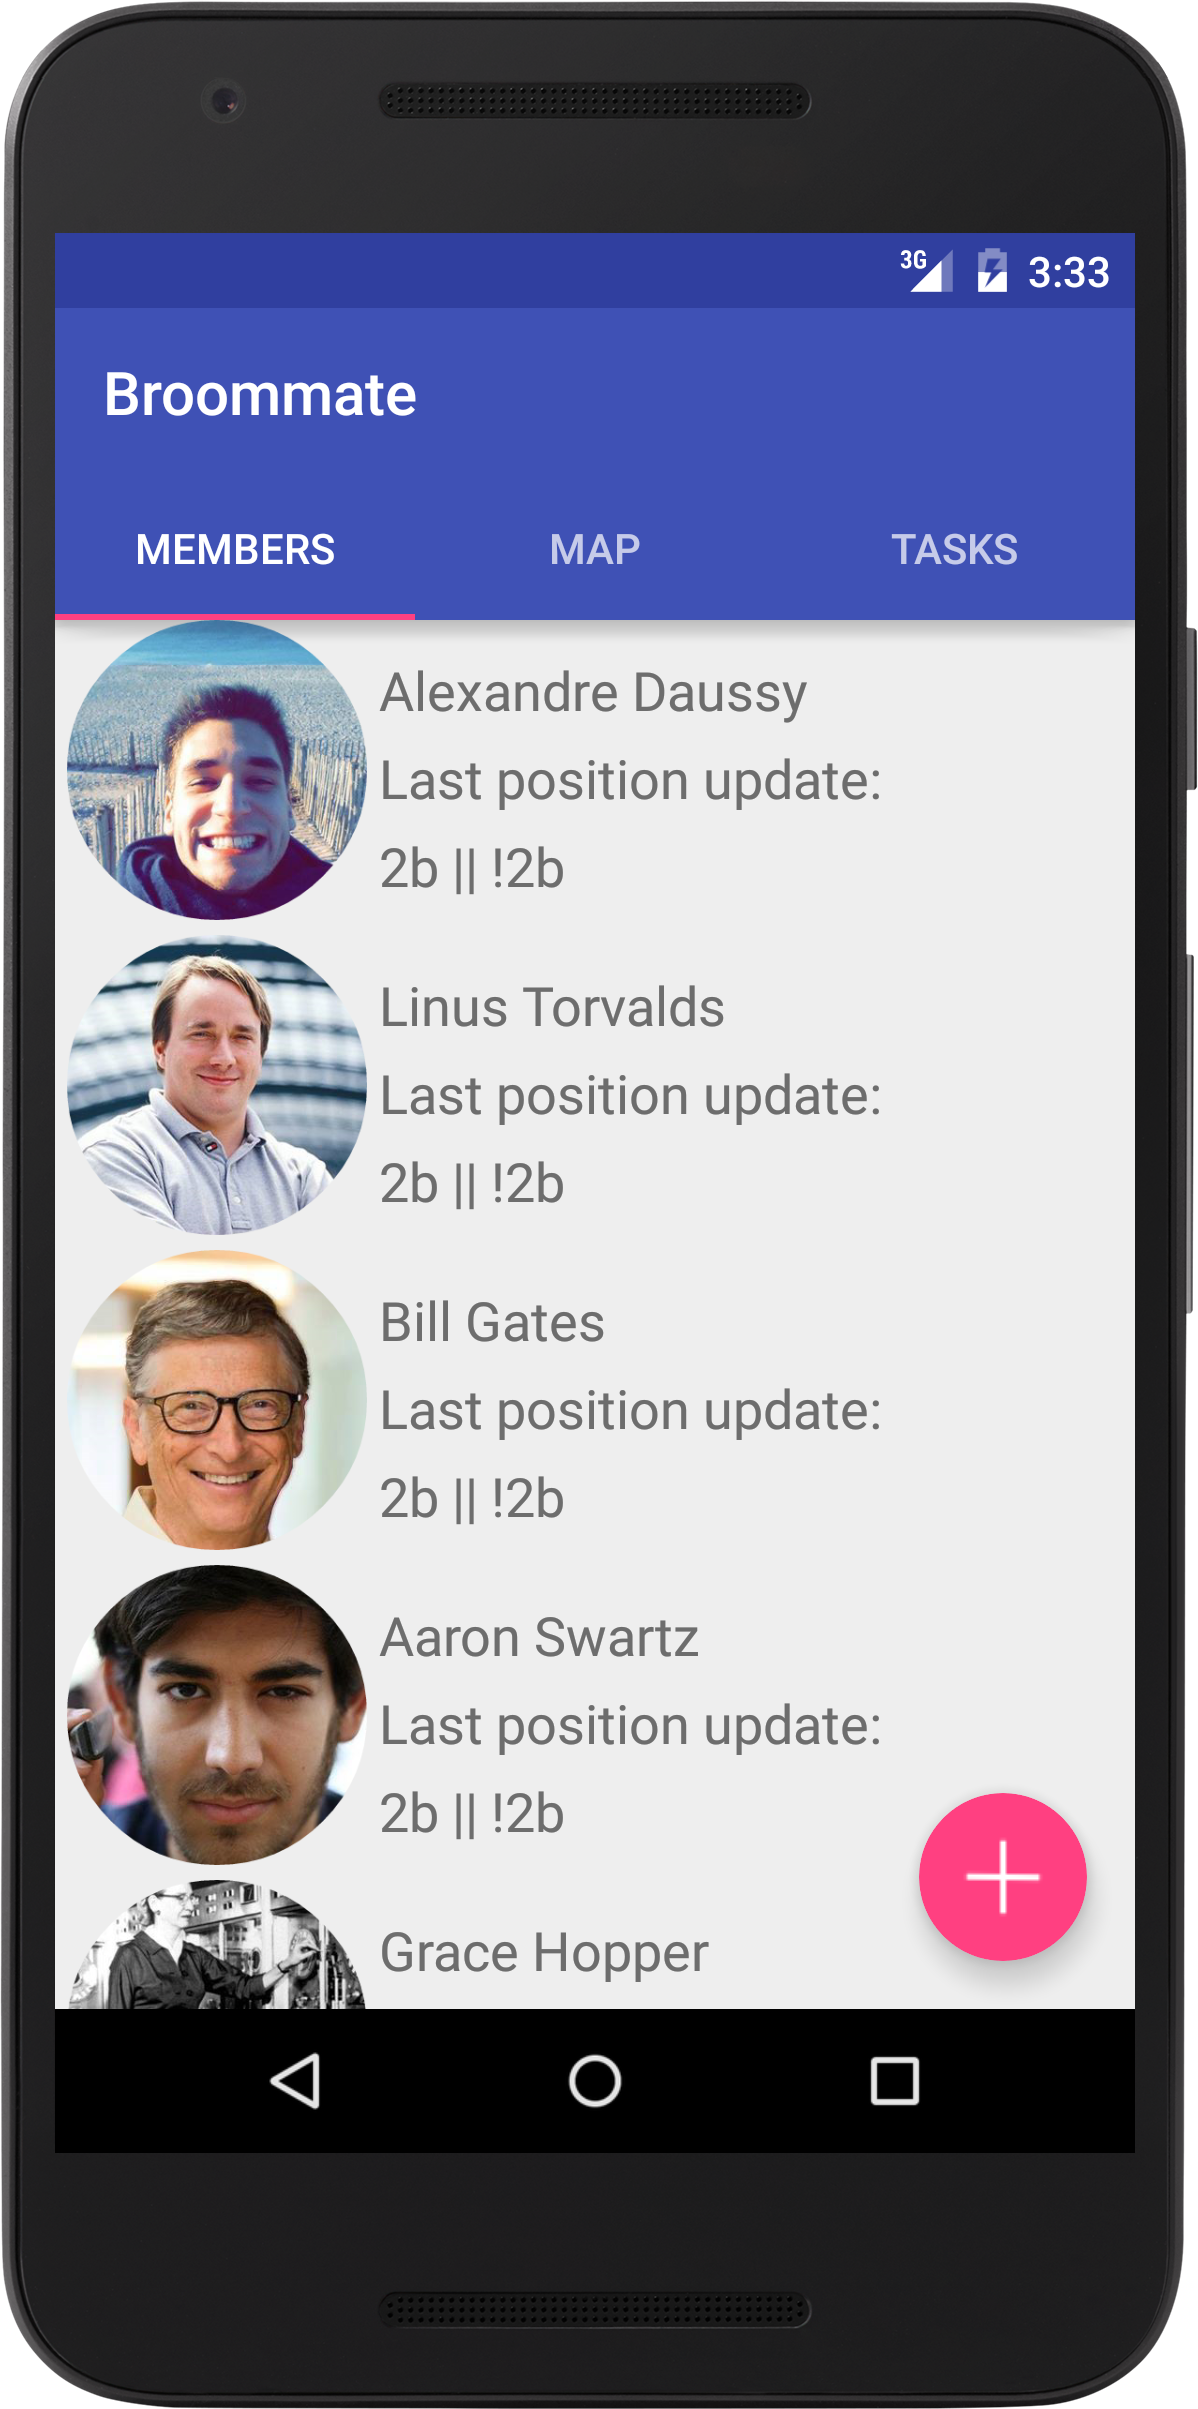 3G 3:33
Broommate
MEMBERS MAP TASKS
Alexandre Daussy
Last position update:
2b || !2b
Linus Torvalds
Last position update:
2b || !2b
Bill Gates
Last position update:
2b || !2b
Aaron Swartz
Last position update:
2b || !2b
Grace Hopper